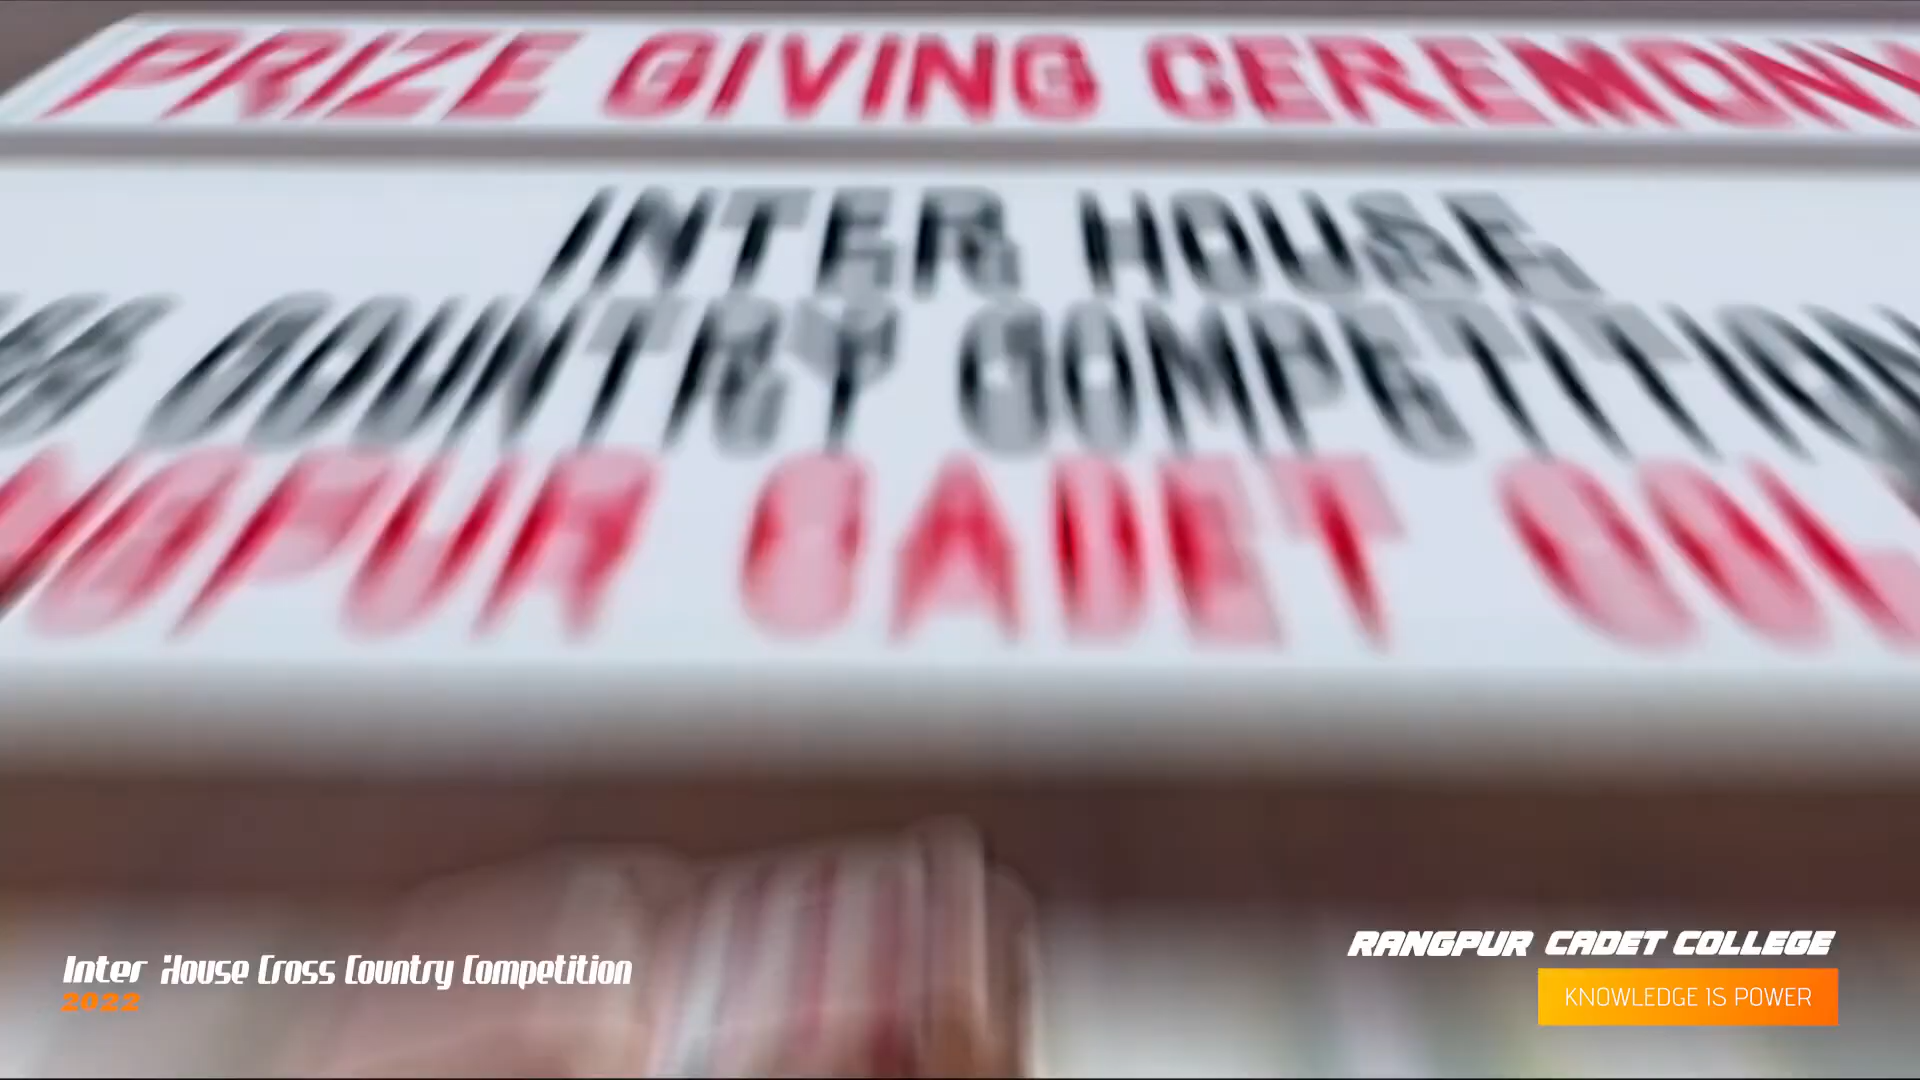 PRIZE GIVING CEREMONY
INTER HOUSE
COUNTRY COMPETITION
CADET
Inter House Cross Country Competition
2022
RANGPUR CADET COLLEGE
KNOWLEDGE IS POWER